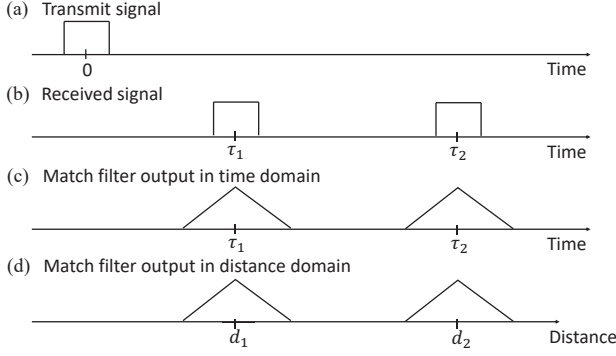 (a) Transmit signal
0 Time
(b) Received signal
τ₁ τ₂ Time
(c) Match filter output in time domain
τ₁ τ₂ Time
(d) Match filter output in distance domain
d₁ d₂ Distance